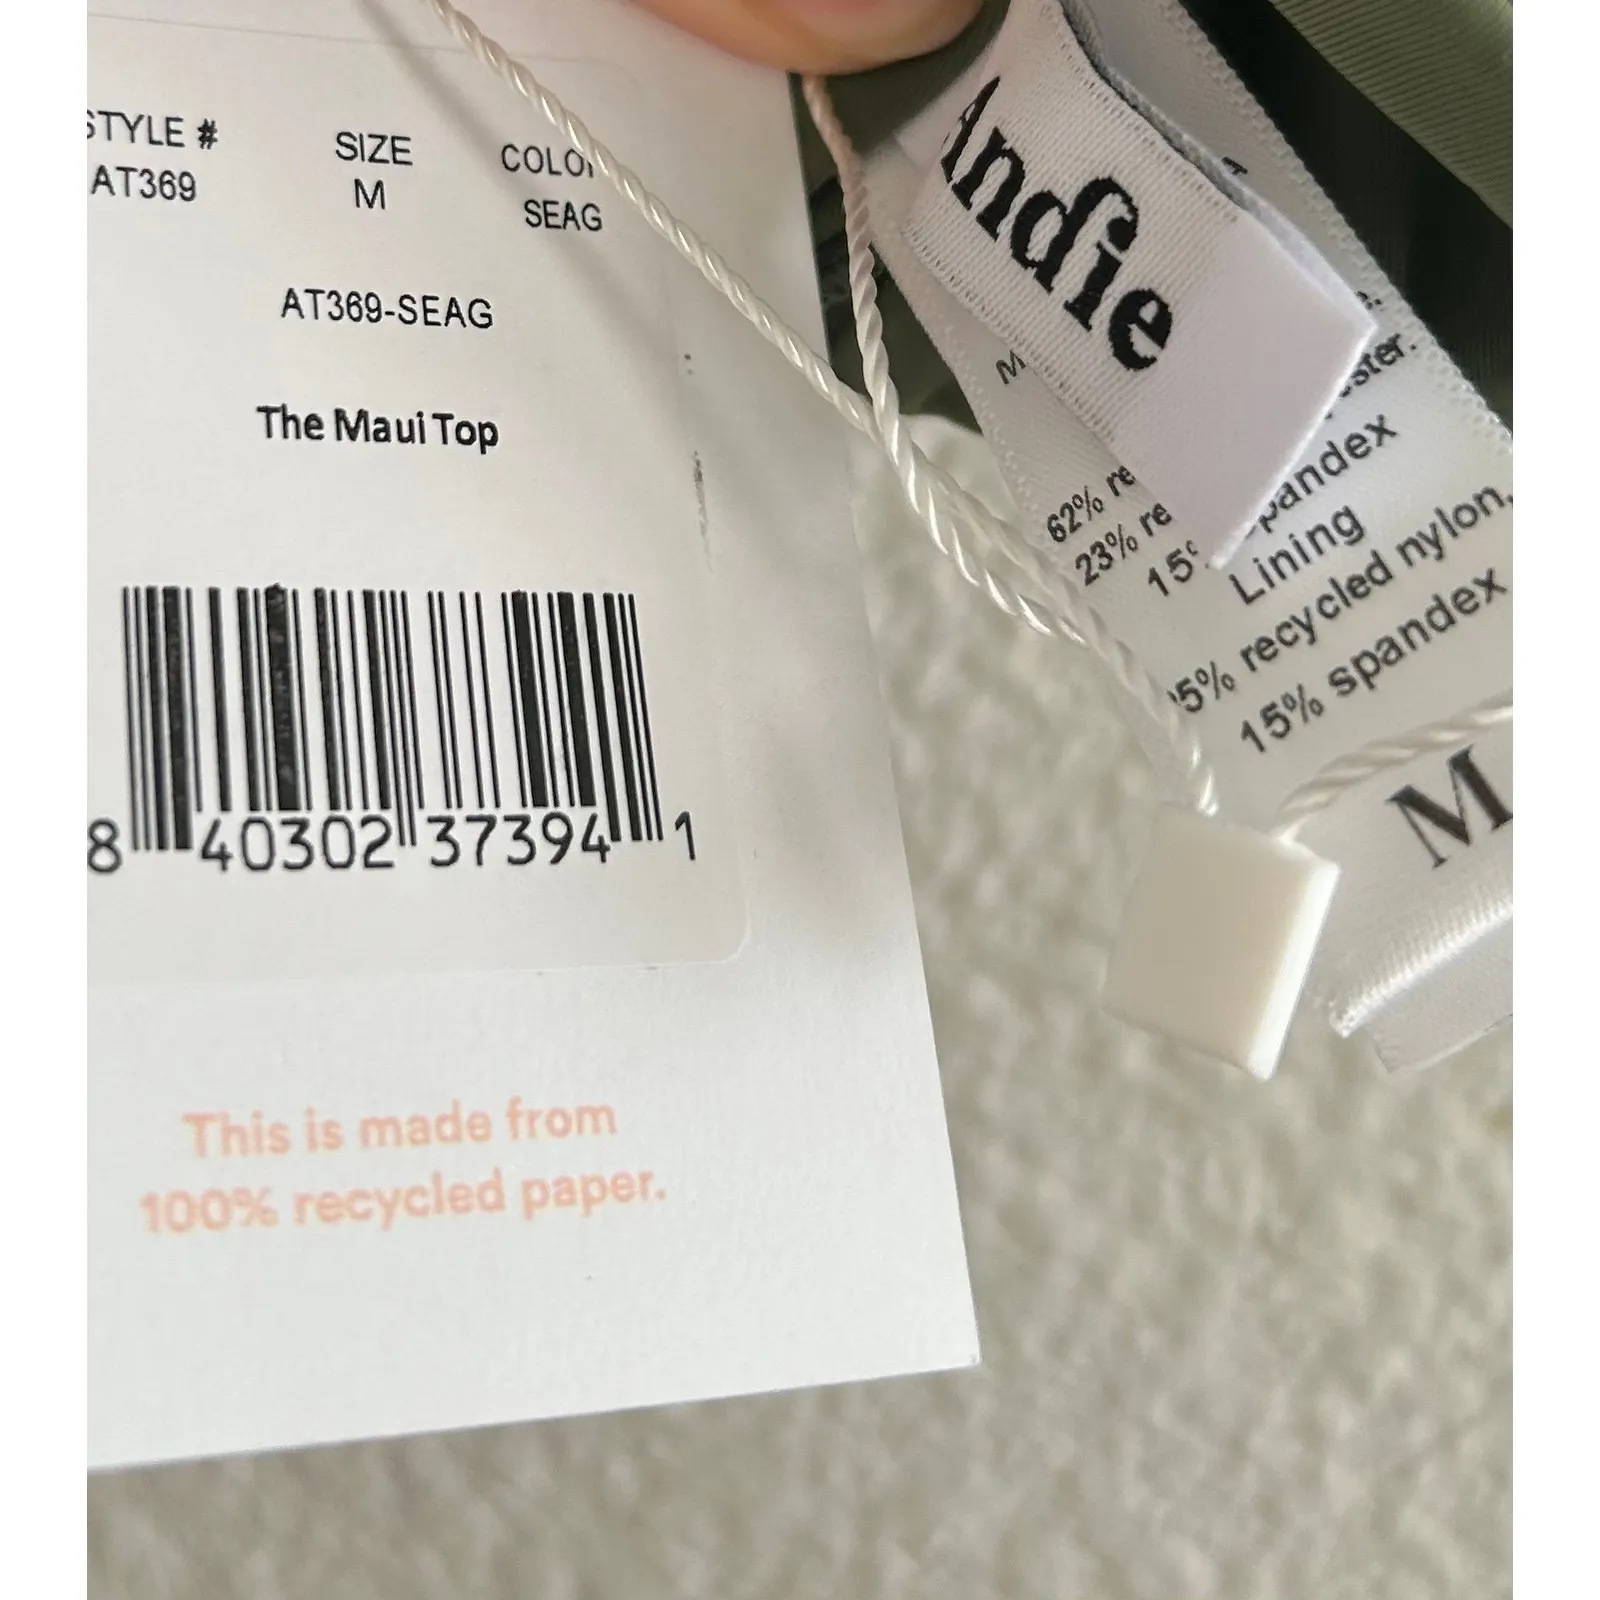 STYLE # SIZE COLOR
AT369 M SEAG
AT369-SEAG
The Maui Top
8 40302 37394 1
This is made from
100% recycled paper.
Andie
62%
23%
15%
spandex
Lining
recycled nylon,
15% spandex
M